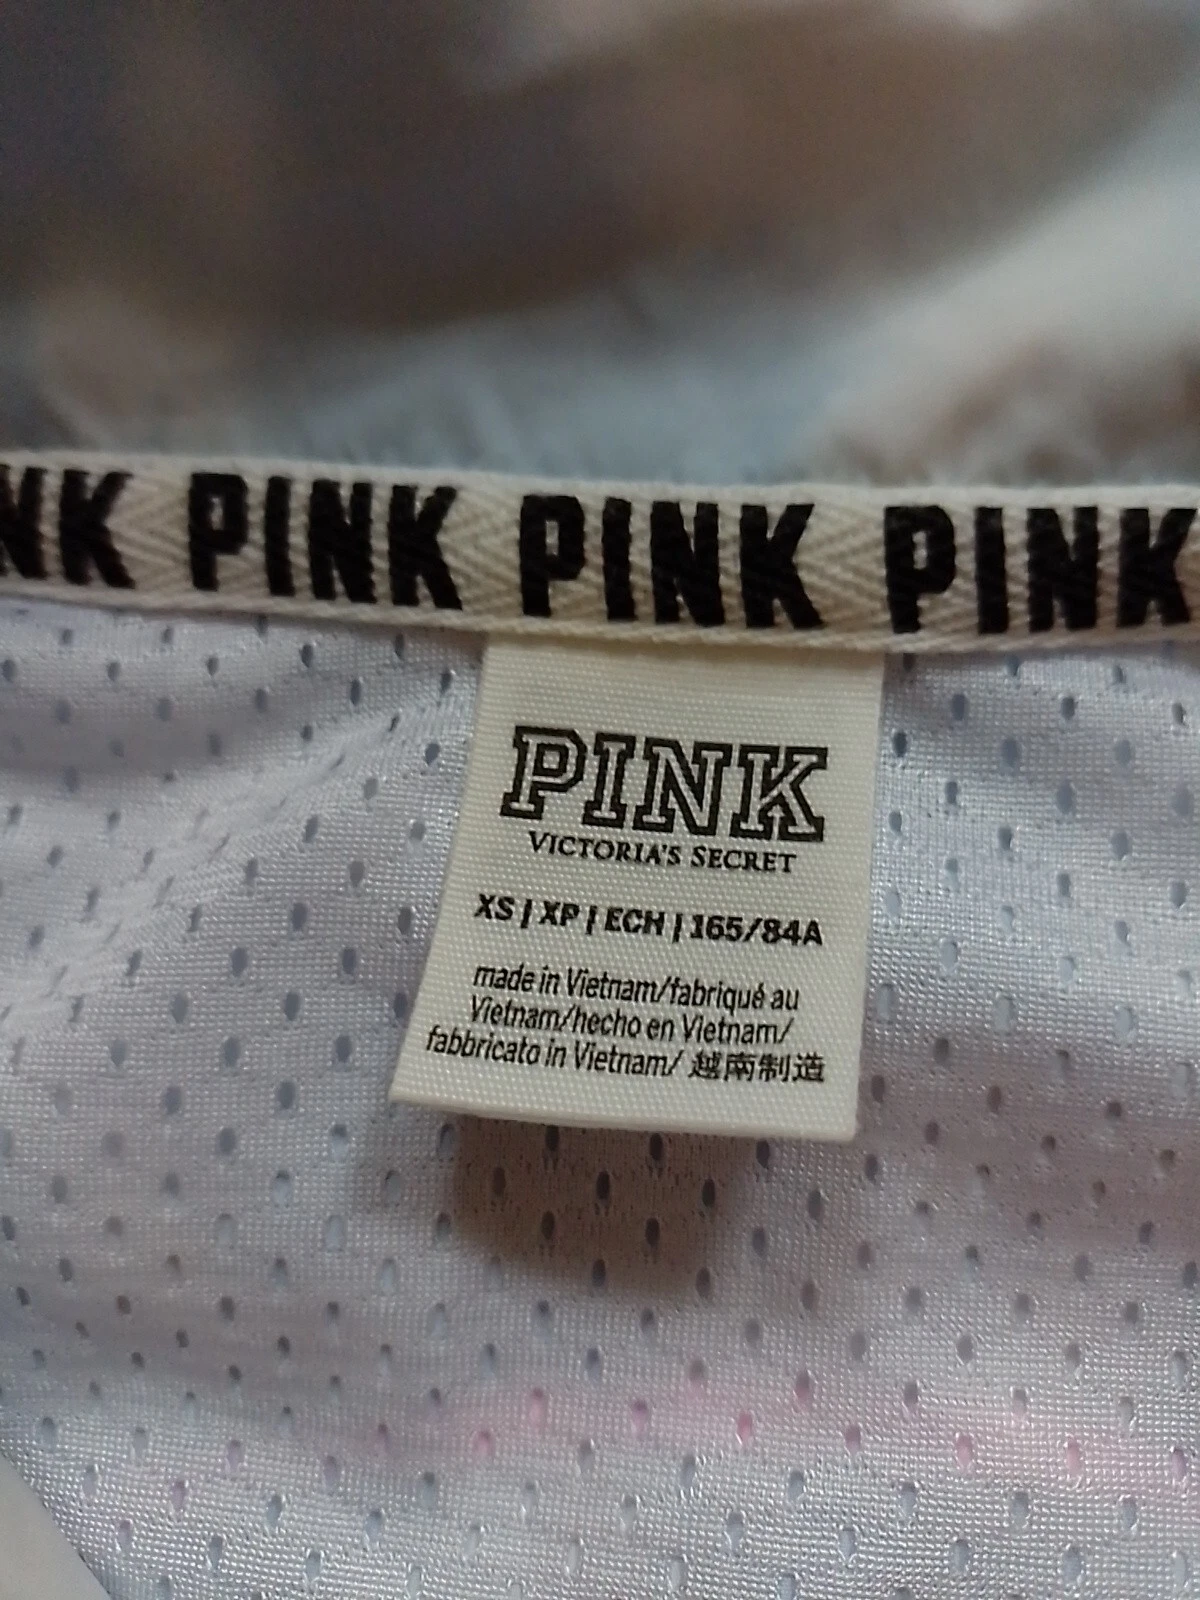 NK PINK PINK PINK
PINK
VICTORIA'S SECRET
XS | XP | ECH | 165/84A
made in Vietnam/fabriqué au
Vietnam/hecho en Vietnam/
fabbricato in Vietnam/ 越南制造